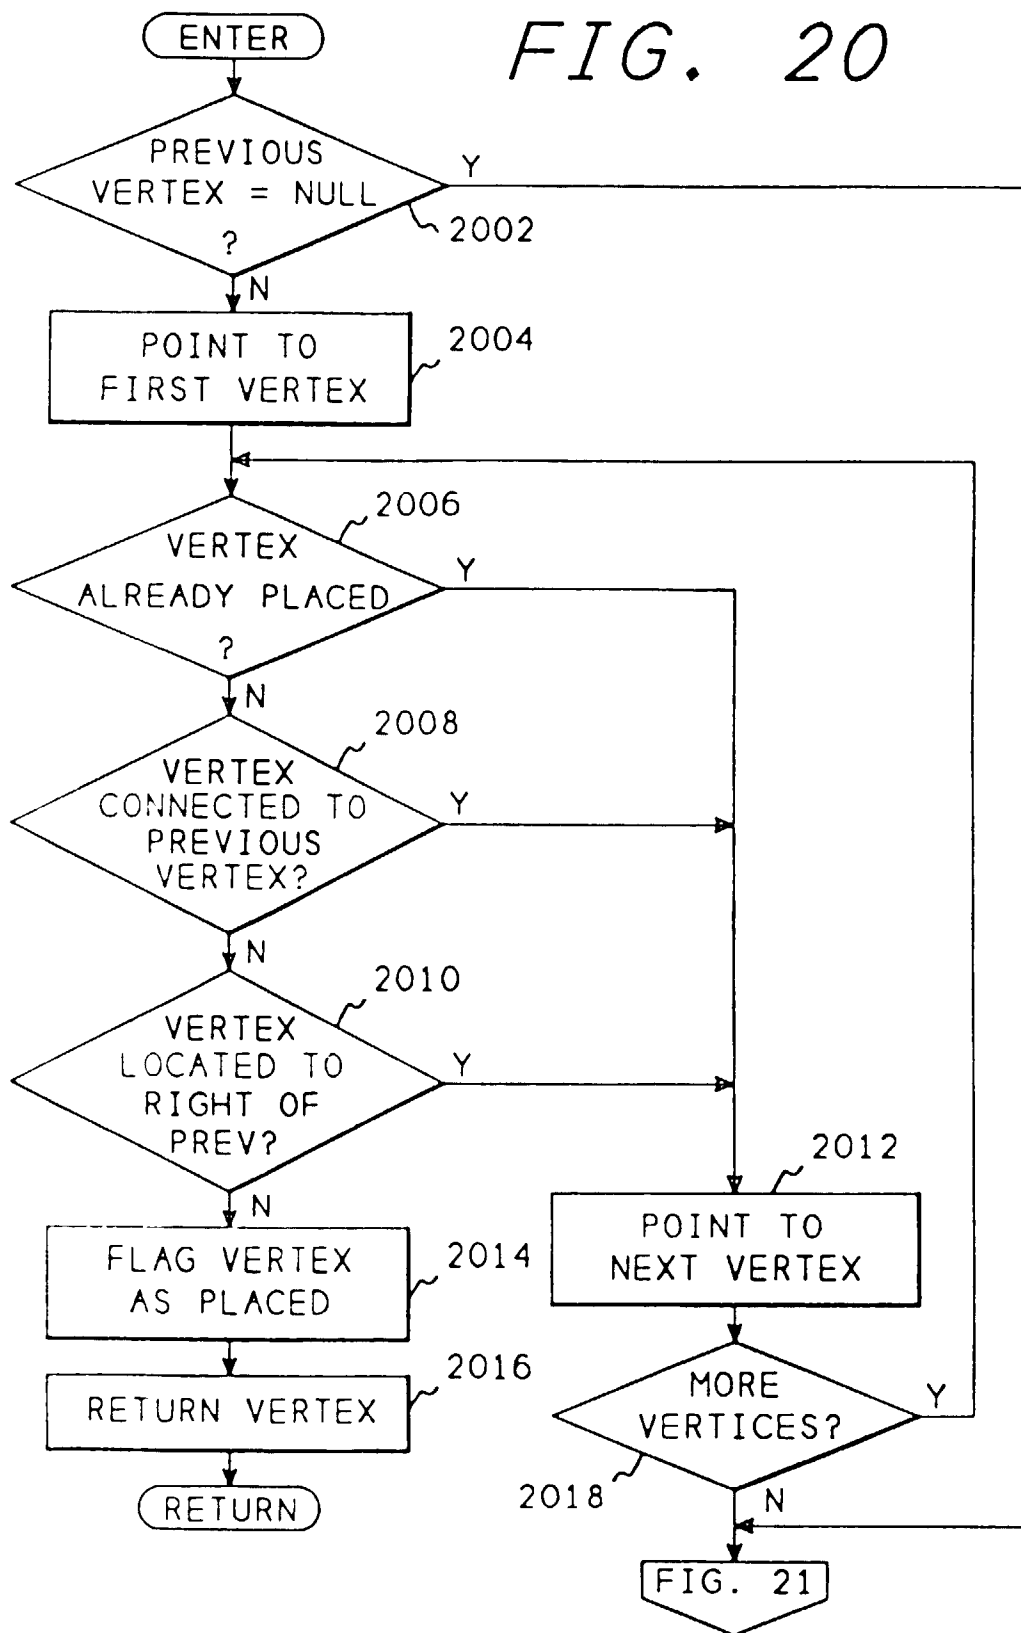 FIG. 20
ENTER
PREVIOUS
VERTEX = NULL
?
Y
2002
N
POINT TO
FIRST VERTEX
2004
2006
VERTEX
ALREADY PLACED
?
Y
N
2008
VERTEX
CONNECTED TO
PREVIOUS
VERTEX?
Y
N
2010
VERTEX
LOCATED TO
RIGHT OF
PREV?
Y
N
2012
POINT TO
NEXT VERTEX
FLAG VERTEX
AS PLACED
2014
2016
RETURN VERTEX
MORE
VERTICES?
Y
2018
N
RETURN
FIG. 21